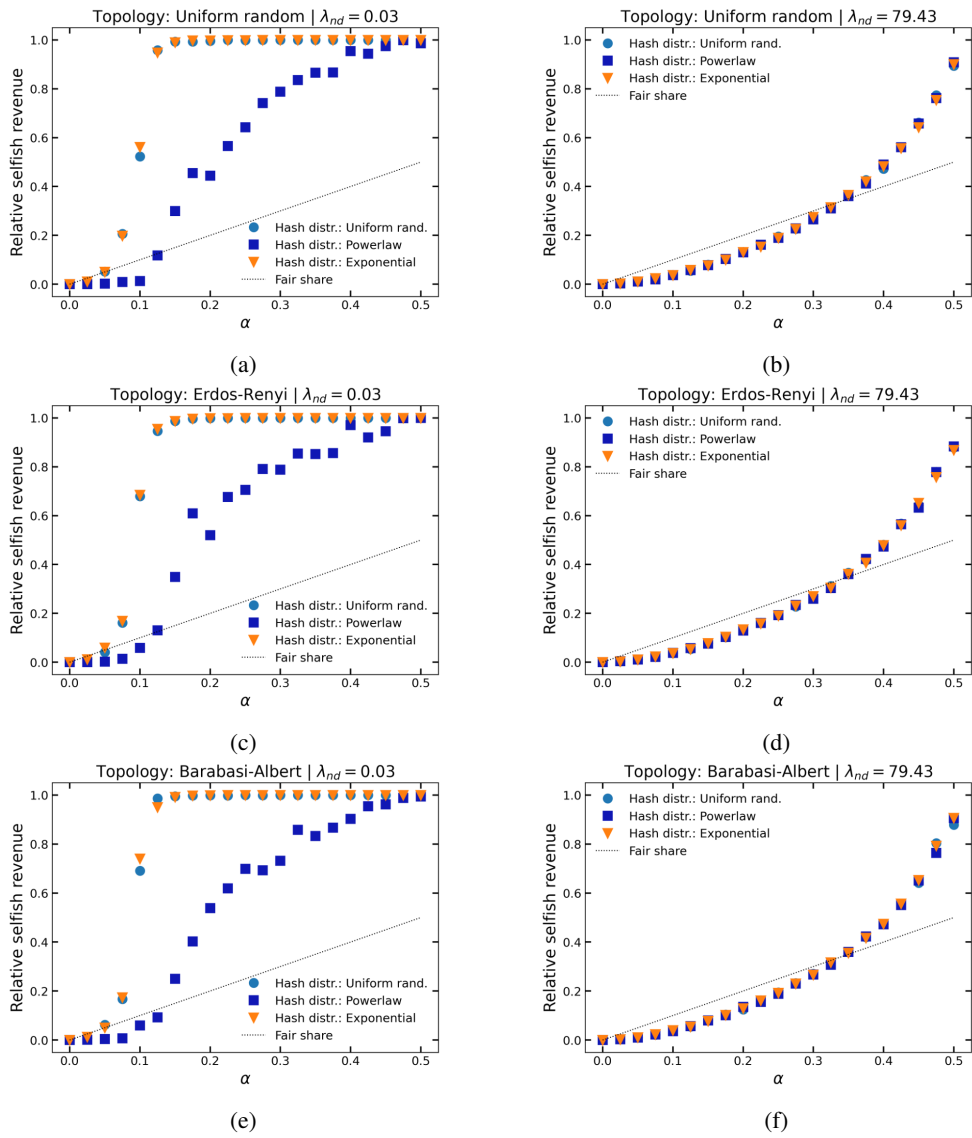 Topology: Uniform random | λnd = 0.03
Relative selfish revenue
1.0
0.8
0.6
0.4
0.2
0.0
Hash distr.: Uniform rand.
Hash distr.: Powerlaw
Hash distr.: Exponential
Fair share
0.0 0.1 0.2 0.3 0.4 0.5
α
(a)
Topology: Uniform random | λnd = 79.43
Relative selfish revenue
1.0
0.8
0.6
0.4
0.2
0.0
Hash distr.: Uniform rand.
Hash distr.: Powerlaw
Hash distr.: Exponential
Fair share
0.0 0.1 0.2 0.3 0.4 0.5
α
(b)
Topology: Erdos-Renyi | λnd = 0.03
Relative selfish revenue
1.0
0.8
0.6
0.4
0.2
0.0
Hash distr.: Uniform rand.
Hash distr.: Powerlaw
Hash distr.: Exponential
Fair share
0.0 0.1 0.2 0.3 0.4 0.5
α
(c)
Topology: Erdos-Renyi | λnd = 79.43
Relative selfish revenue
1.0
0.8
0.6
0.4
0.2
0.0
Hash distr.: Uniform rand.
Hash distr.: Powerlaw
Hash distr.: Exponential
Fair share
0.0 0.1 0.2 0.3 0.4 0.5
α
(d)
Topology: Barabasi-Albert | λnd = 0.03
Relative selfish revenue
1.0
0.8
0.6
0.4
0.2
0.0
Hash distr.: Uniform rand.
Hash distr.: Powerlaw
Hash distr.: Exponential
Fair share
0.0 0.1 0.2 0.3 0.4 0.5
α
(e)
Topology: Barabasi-Albert | λnd = 79.43
Relative selfish revenue
1.0
0.8
0.6
0.4
0.2
0.0
Hash distr.: Uniform rand.
Hash distr.: Powerlaw
Hash distr.: Exponential
Fair share
0.0 0.1 0.2 0.3 0.4 0.5
α
(f)